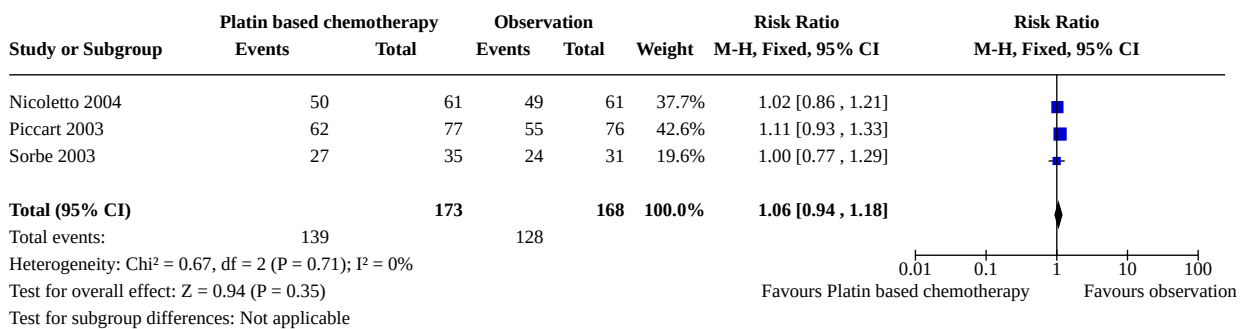 Platin based chemotherapy Observation Risk Ratio Risk Ratio
Study or Subgroup Events Total Events Total Weight M-H, Fixed, 95% CI M-H, Fixed, 95% CI
Nicoletto 2004 50 61 49 61 37.7% 1.02 [0.86 , 1.21]
Piccart 2003 62 77 55 76 42.6% 1.11 [0.93 , 1.33]
Sorbe 2003 27 35 24 31 19.6% 1.00 [0.77 , 1.29]
Total (95% CI) 173 168 100.0% 1.06 [0.94 , 1.18]
Total events: 139 128
Heterogeneity: Chi² = 0.67, df = 2 (P = 0.71); I² = 0%
0.01 0.1 1 10 100
Test for overall effect: Z = 0.94 (P = 0.35) Favours Platin based chemotherapy Favours observation
Test for subgroup differences: Not applicable